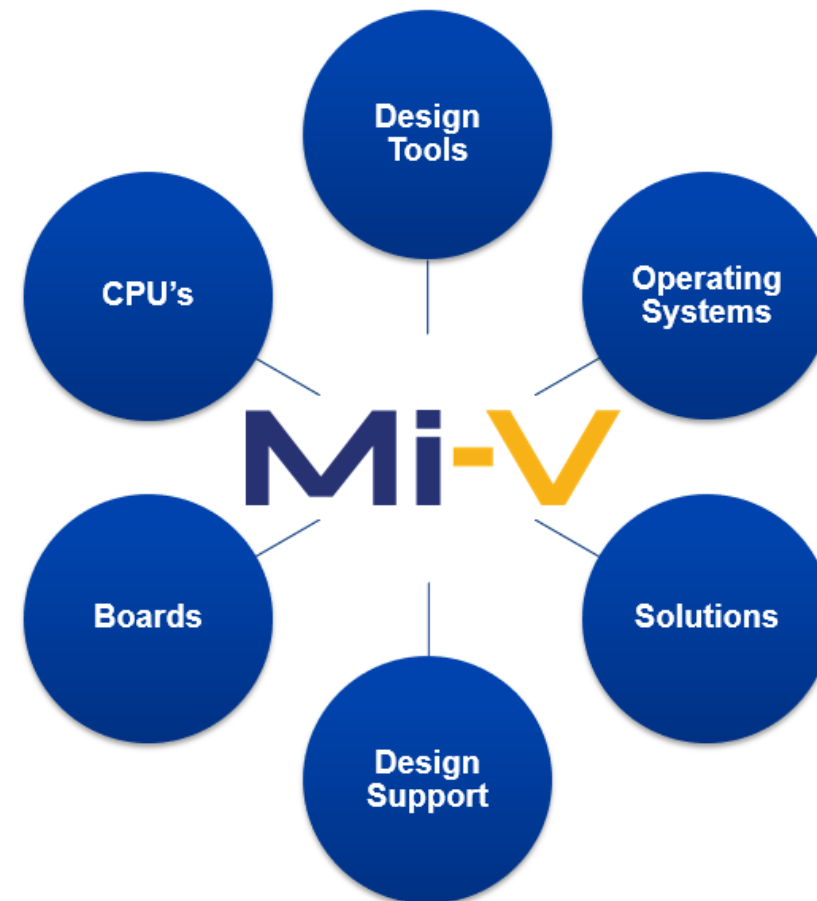 Design
Tools
CPU’s
Operating
Systems
Mi-V
Boards
Solutions
Design
Support